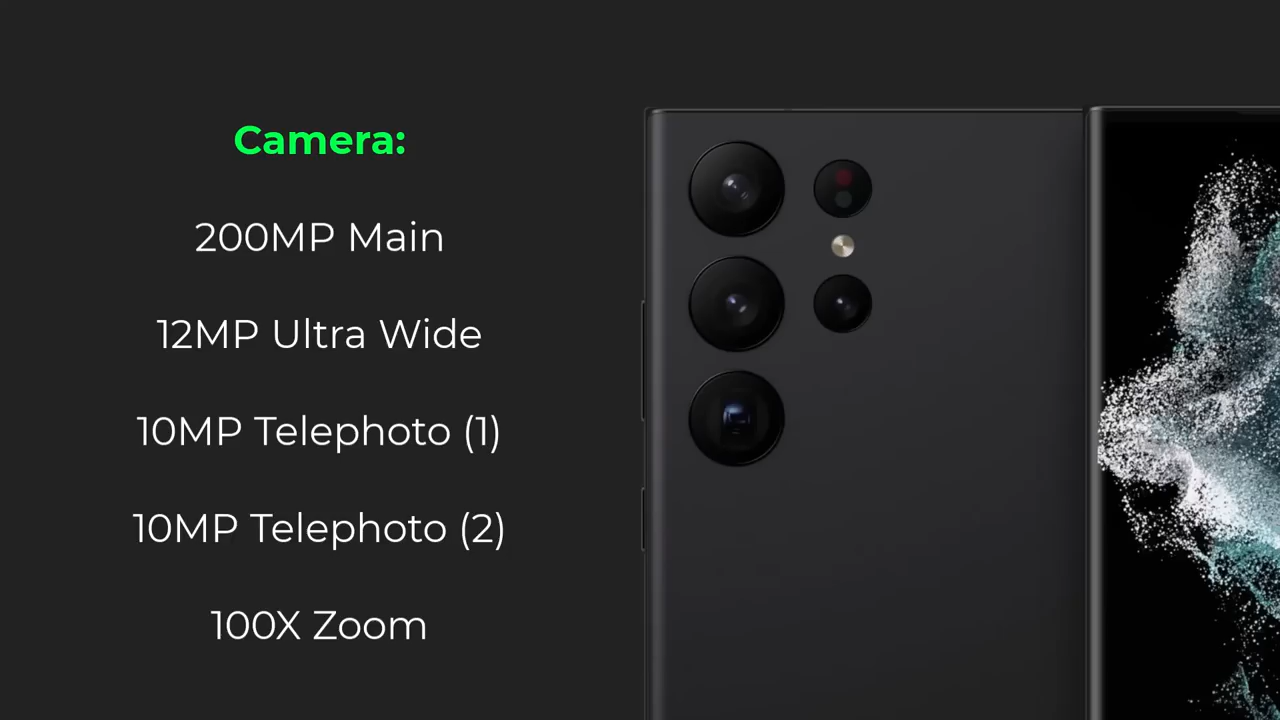 Camera:
200MP Main
12MP Ultra Wide
10MP Telephoto (1)
10MP Telephoto (2)
100X Zoom